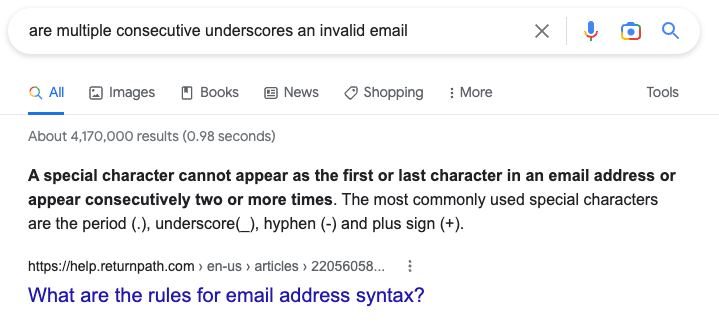 are multiple consecutive underscores an invalid email
All Images Books News Shopping More Tools
About 4,170,000 results (0.98 seconds)
A special character cannot appear as the first or last character in an email address or
appear consecutively two or more times. The most commonly used special characters
are the period (.), underscore(_), hyphen (-) and plus sign (+).
https://help.returnpath.com › en-us › articles › 22056058...
What are the rules for email address syntax?